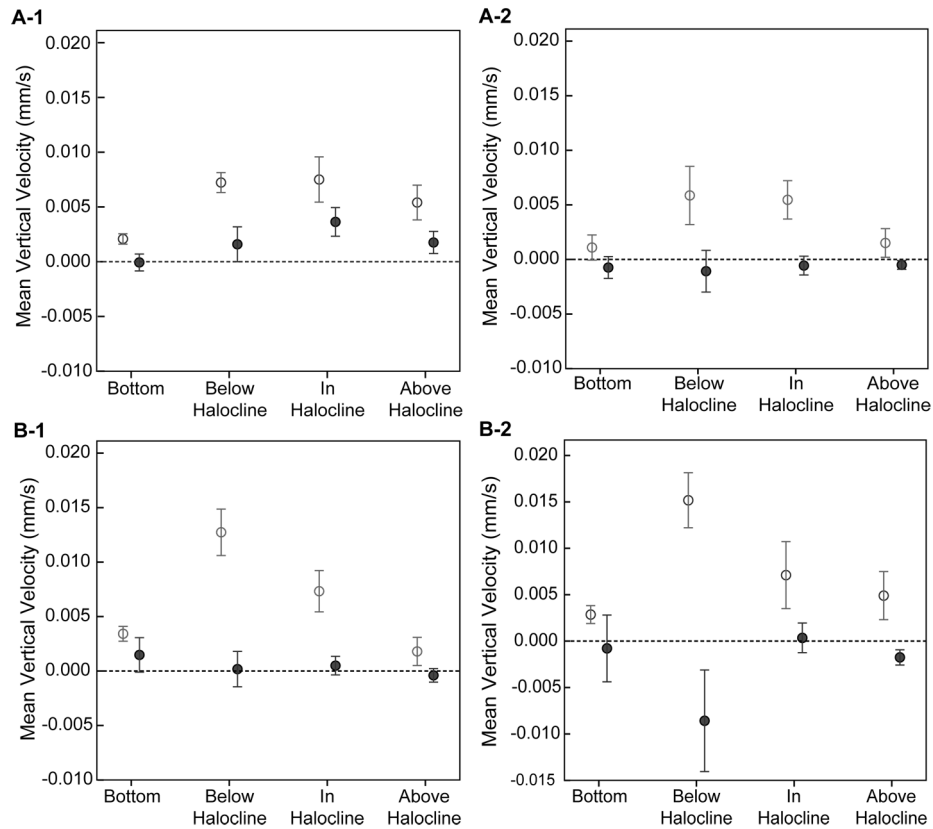 A-1
Mean Vertical Velocity (mm/s)
0.020
0.015
0.010
0.005
0.000
-0.005
-0.010
Bottom Below In Above
Halocline Halocline Halocline
A-2
Mean Vertical Velocity (mm/s)
0.020
0.015
0.010
0.005
0.000
-0.005
-0.010
Bottom Below In Above
Halocline Halocline Halocline
B-1
Mean Vertical Velocity (mm/s)
0.020
0.015
0.010
0.005
0.000
-0.005
-0.010
Bottom Below In Above
Halocline Halocline Halocline
B-2
Mean Vertical Velocity (mm/s)
0.020
0.015
0.010
0.005
0.000
-0.005
-0.010
-0.015
Bottom Below In Above
Halocline Halocline Halocline